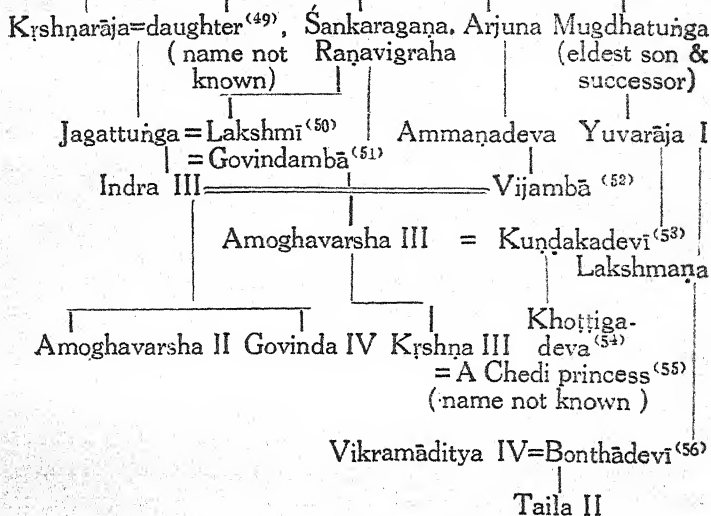 Kṛshṇarāja=daughter⁽⁴⁹⁾, Śankaragaṇa, Arjuna Mugdhatuṅga
(name not Raṇavigraha (eldest son &
known) successor)
Jagattuṅga = Lakshmī⁽⁵⁰⁾ Ammaṇadeva Yuvarāja I
= Govindambā⁽⁵¹⁾
Indra III Vijambā ⁽⁵²⁾
Amoghavarsha III = Kuṇḍakadevī⁽⁵³⁾
Lakshmaṇa
Khoṭṭiga-
Amoghavarsha II Govinda IV Kṛshṇa III deva⁽⁵⁴⁾
= A Chedi princess⁽⁵⁵⁾
(name not known )
Vikramāditya IV=Bonthādevī⁽⁵⁶⁾
Taila II